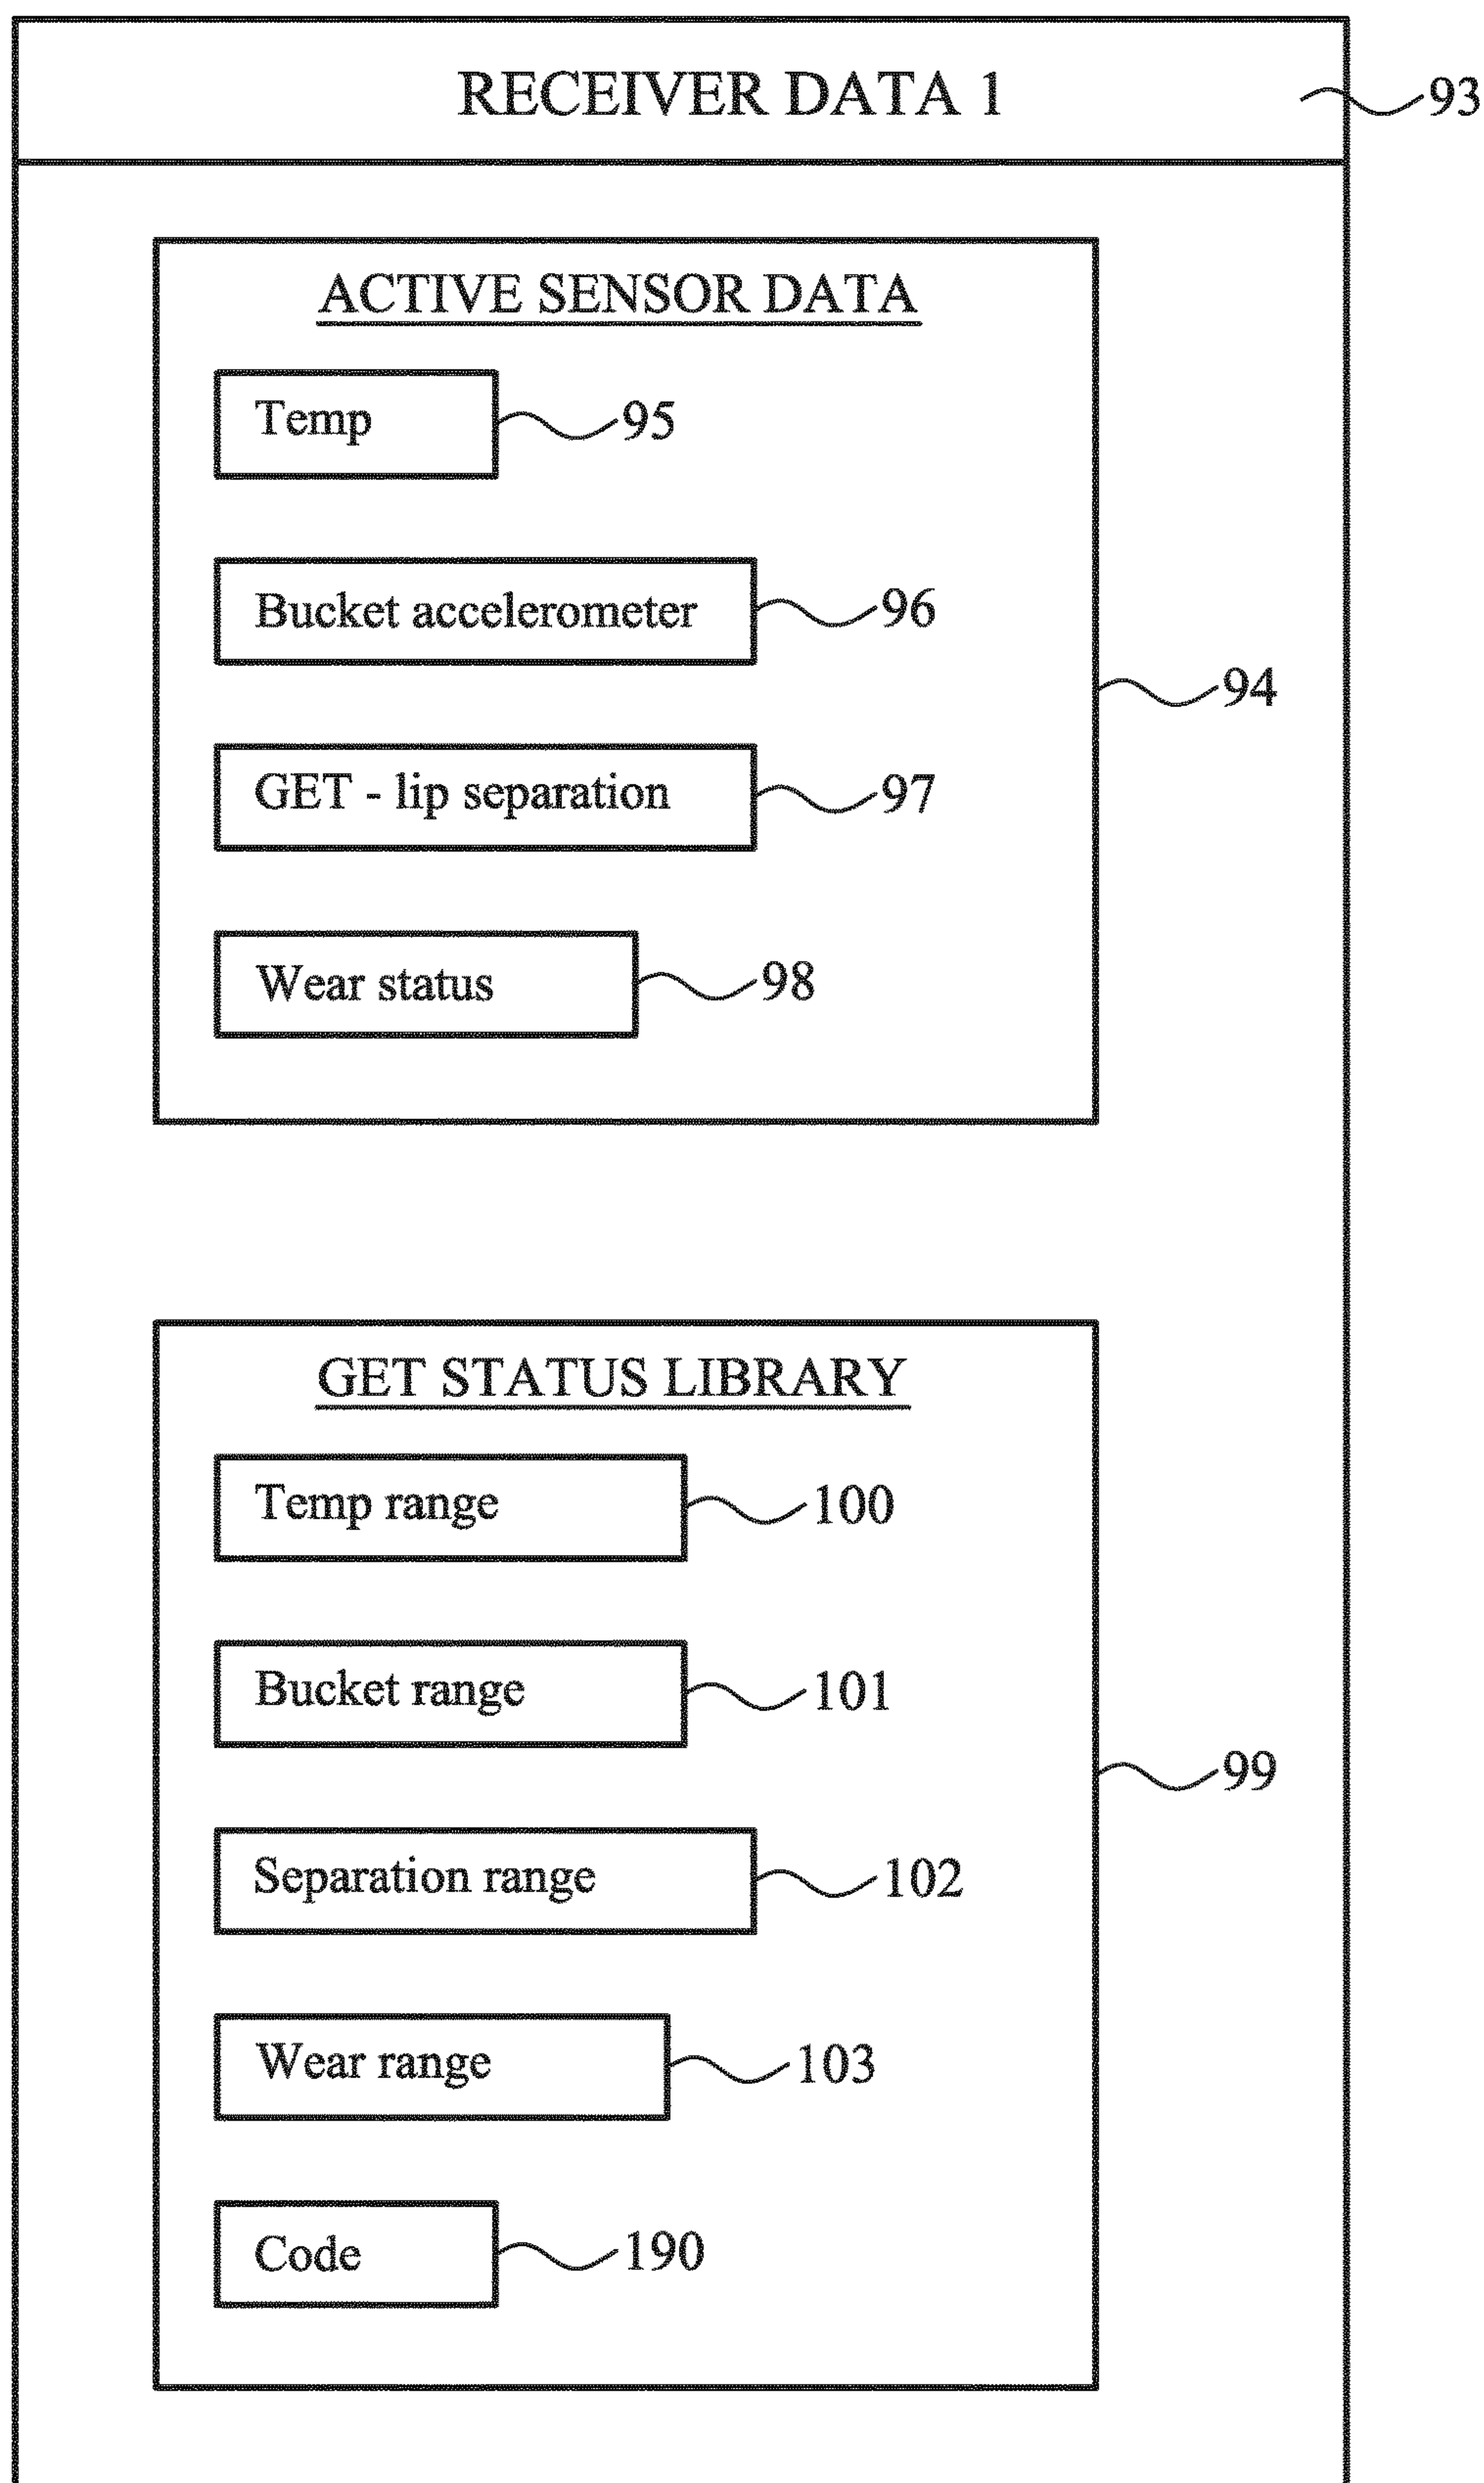 RECEIVER DATA 1
93
ACTIVE SENSOR DATA
Temp
95
Bucket accelerometer
96
94
GET - lip separation
97
Wear status
98
GET STATUS LIBRARY
Temp range
100
Bucket range
101
99
Separation range
102
Wear range
103
Code
190